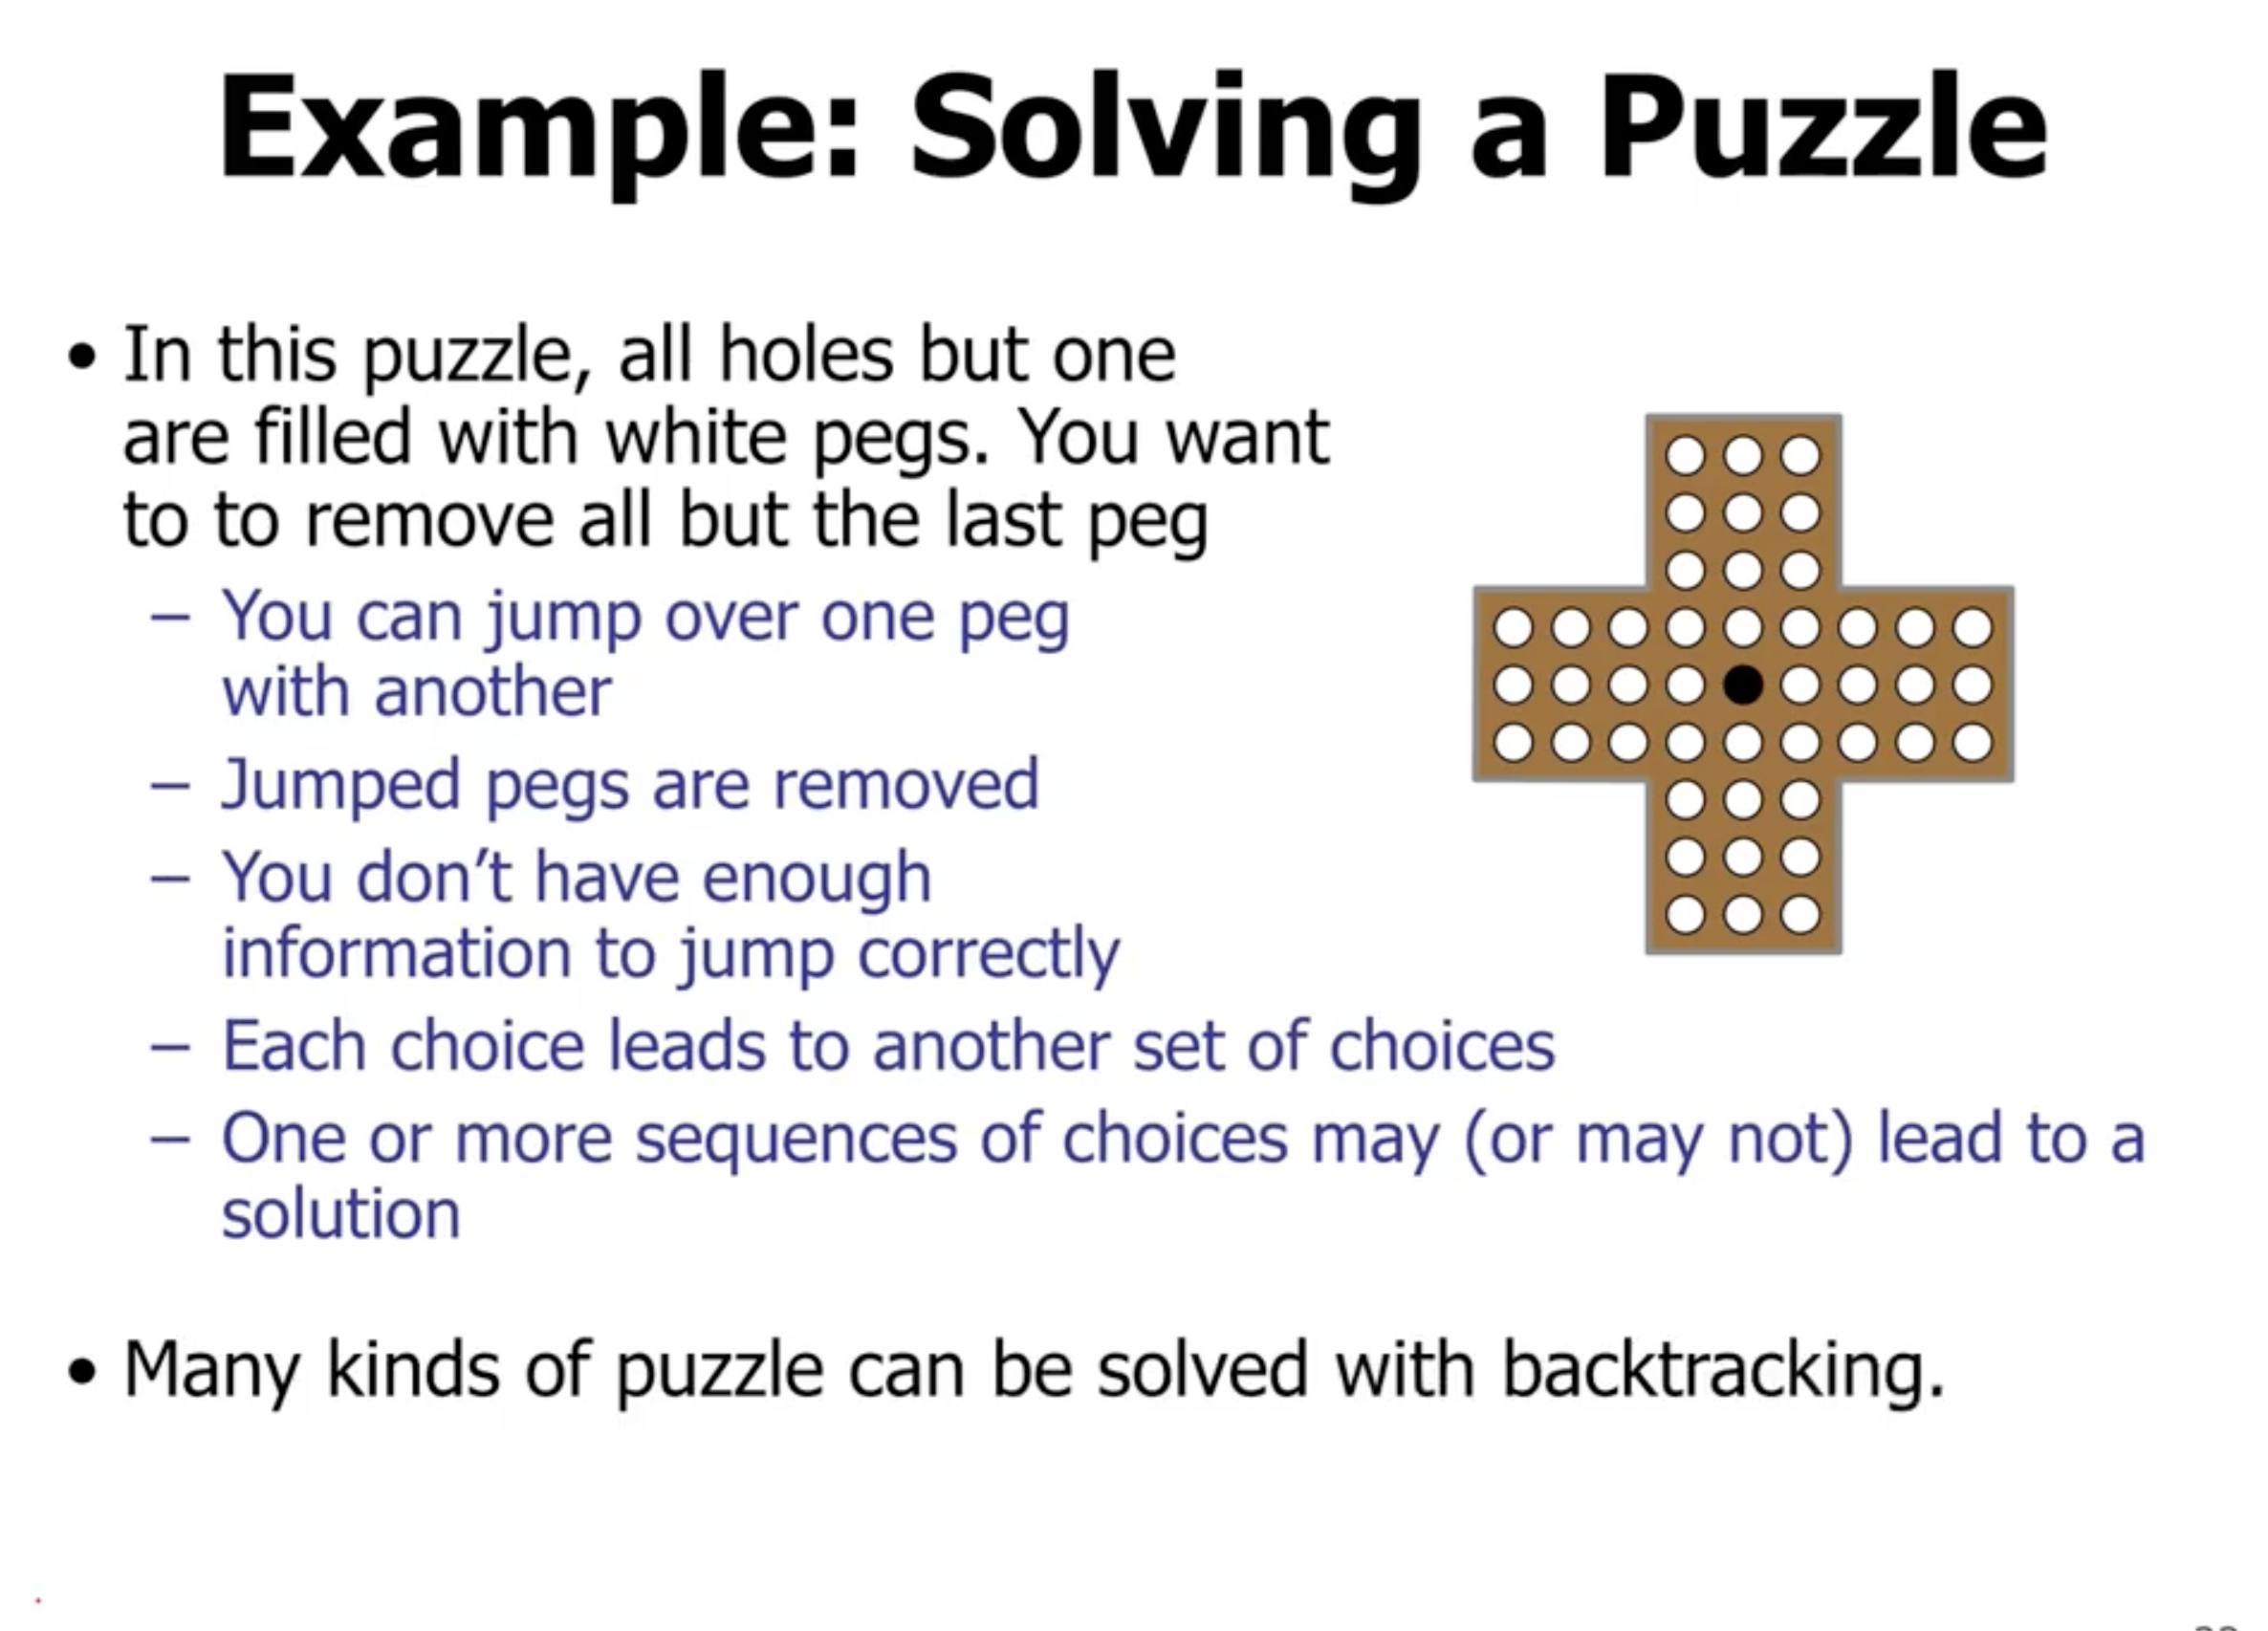 Example: Solving a Puzzle
• In this puzzle, all holes but one
are filled with white pegs. You want
to to remove all but the last peg
– You can jump over one peg
with another
– Jumped pegs are removed
– You don’t have enough
information to jump correctly
– Each choice leads to another set of choices
– One or more sequences of choices may (or may not) lead to a
solution
• Many kinds of puzzle can be solved with backtracking.